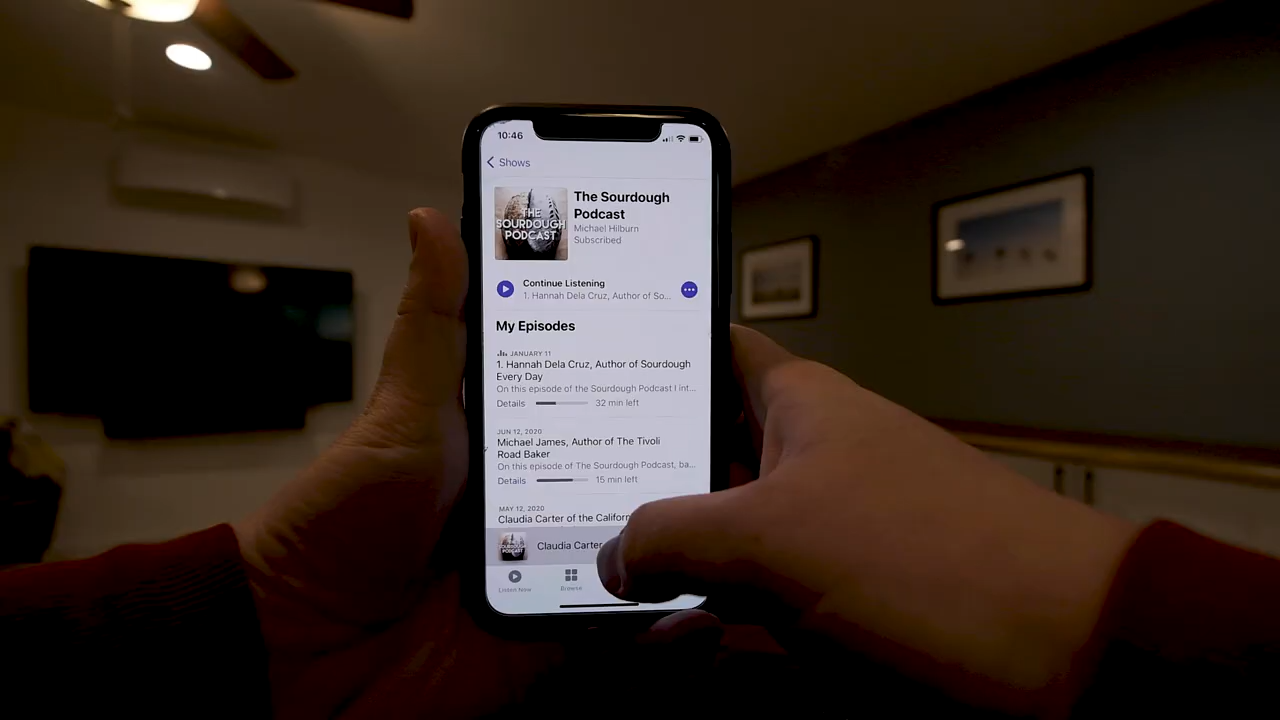 10:46
Shows
THE
SOURDOUGH
PODCAST
The Sourdough
Podcast
Michael Hilburn
Subscribed
Continue Listening
1. Hannah Dela Cruz, Author of So...
My Episodes
JANUARY 11
1. Hannah Dela Cruz, Author of Sourdough
Every Day
On this episode of the Sourdough Podcast I int...
Details 32 min left
JUN 12, 2020
Michael James, Author of The Tivoli
Road Baker
On this episode of The Sourdough Podcast, ba...
Details 15 min left
MAY 12, 2020
Claudia Carter of the Californ
THE
SOURDOUGH
PODCAST
Claudia Carter
Listen Now
Browse